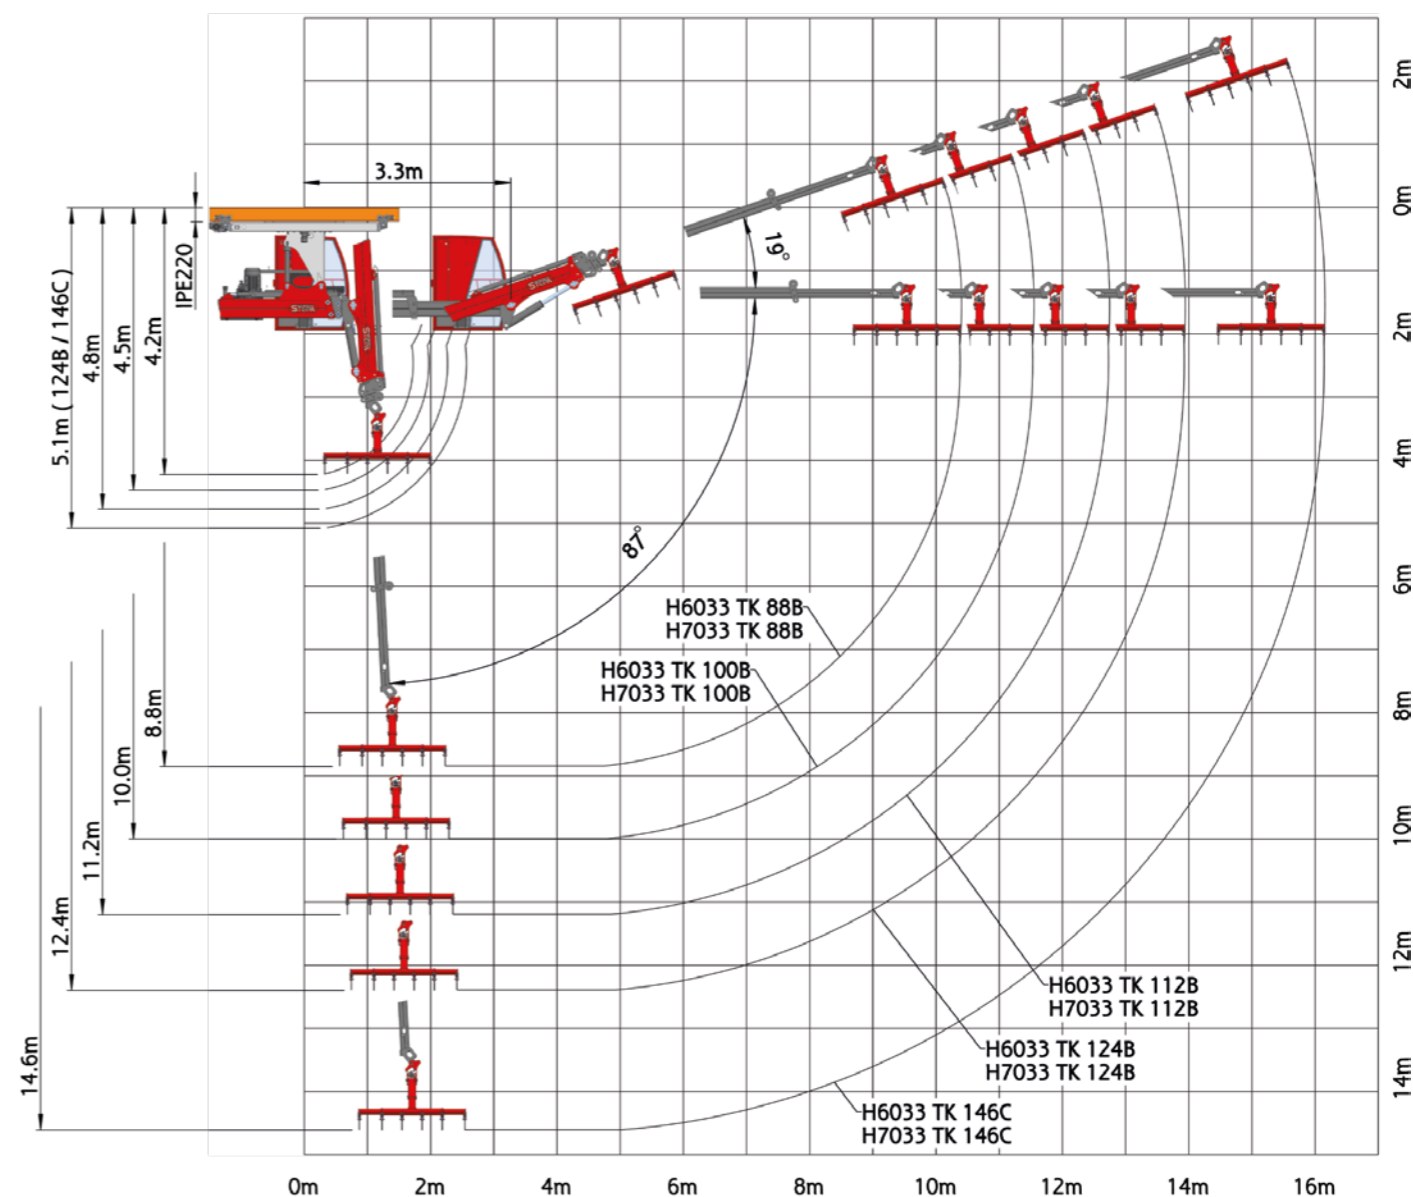 2m
3.3m
0m
IPE220
19°
4.2m
4.5m
4.8m
5.1m ( 124B / 146C )
2m
4m
87°
6m
H6033 TK 88B
H7033 TK 88B
H6033 TK 100B
H7033 TK 100B
8m
8.8m
10.0m
11.2m
12.4m
14.6m
10m
12m
H6033 TK 112B
H7033 TK 112B
H6033 TK 124B
H7033 TK 124B
14m
H6033 TK 146C
H7033 TK 146C
0m 2m 4m 6m 8m 10m 12m 14m 16m